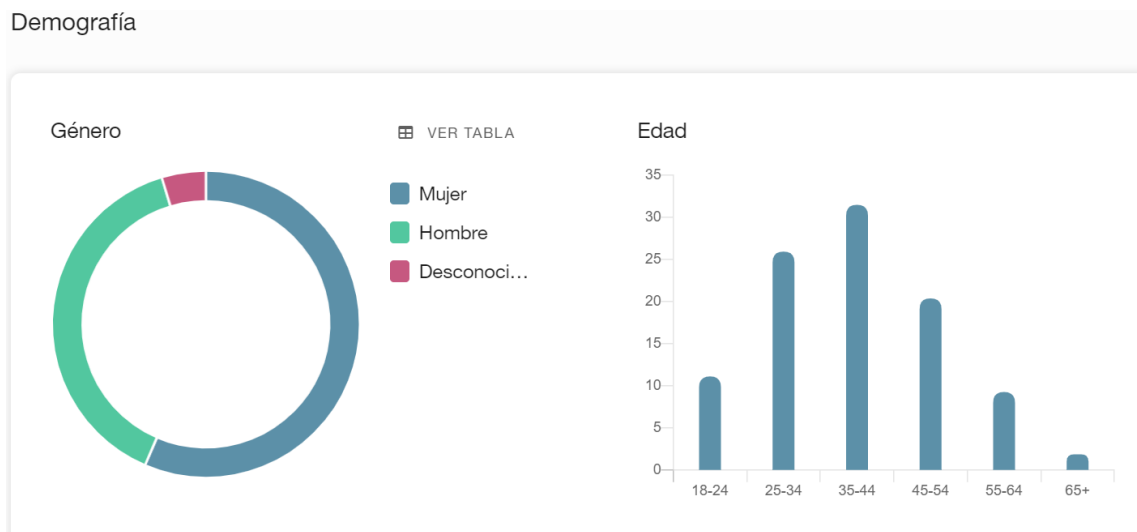 Demografía
Género
VER TABLA
Mujer
Hombre
Desconoci...
Edad
35
30
25
20
15
10
5
0
18-24
25-34
35-44
45-54
55-64
65+